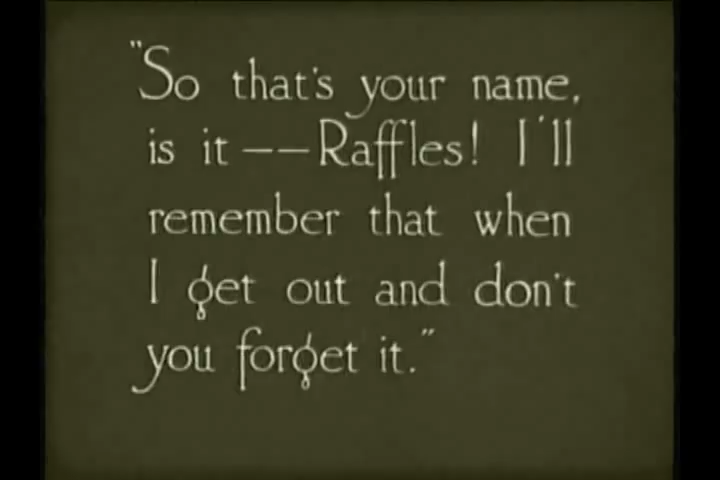 "So that's your name,
is it——Raffles! I'll
remember that when
I get out and don't
you forget it."